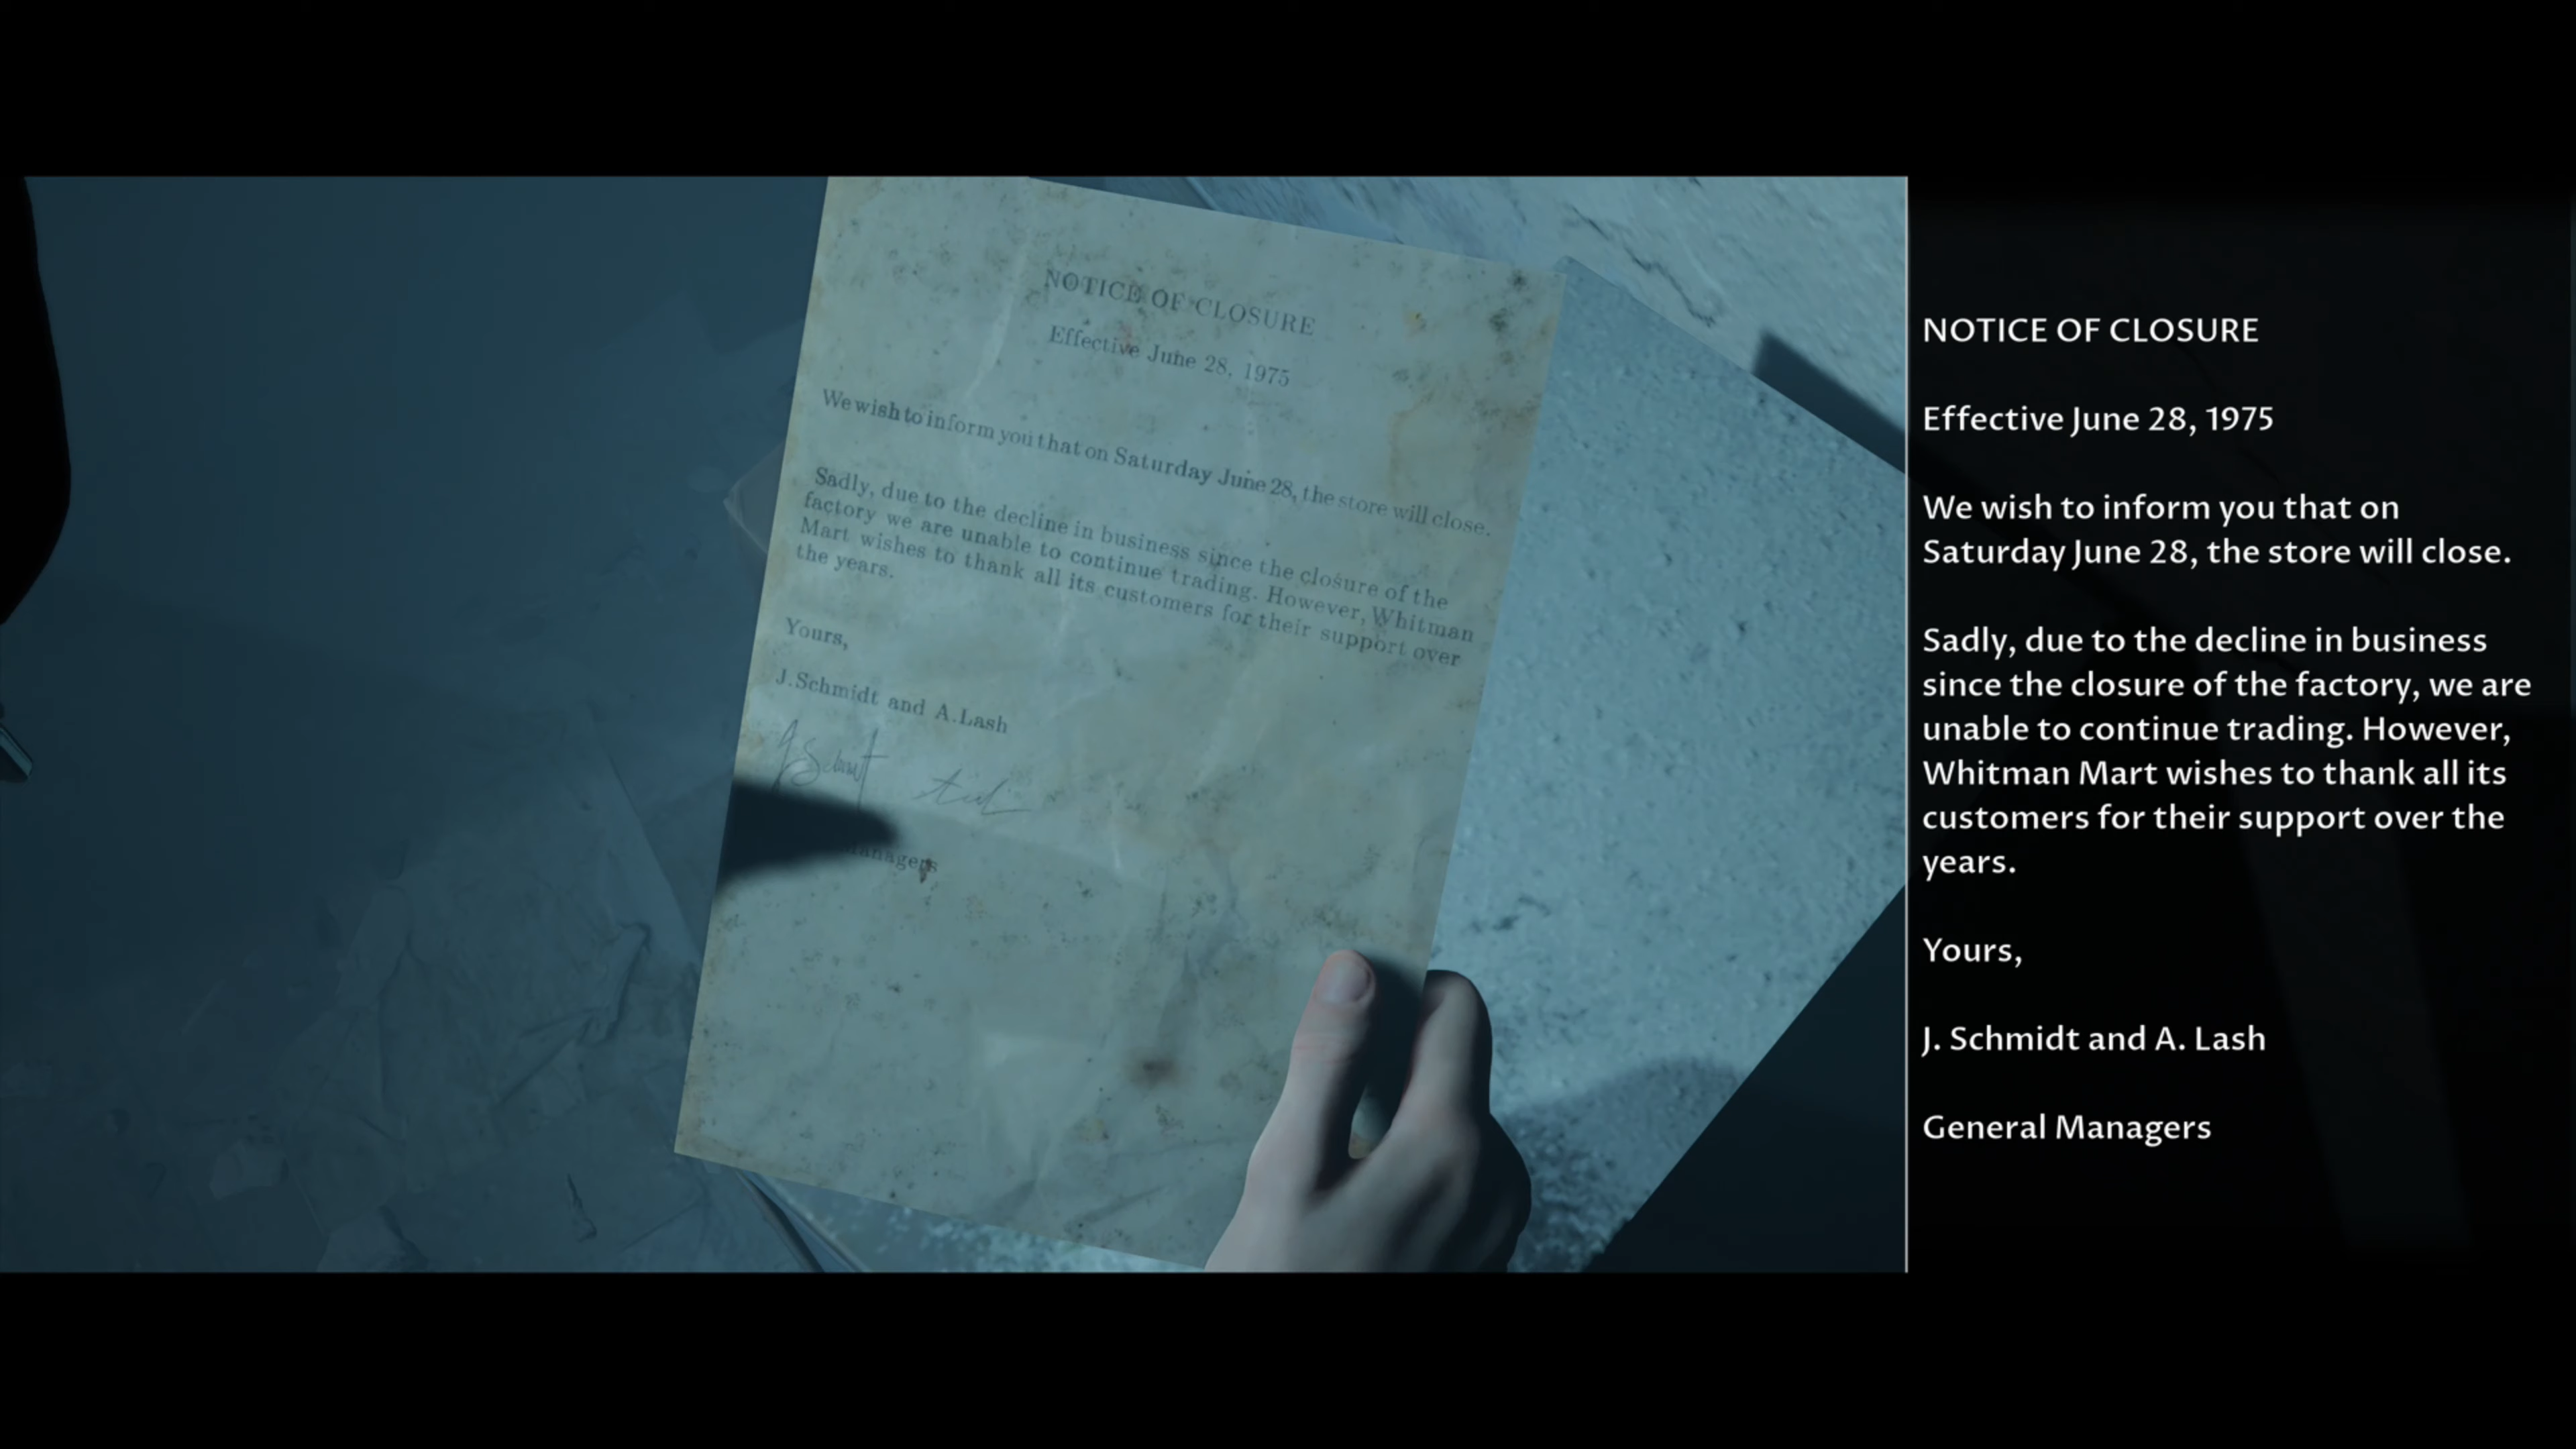 NOTICE OF CLOSURE
Effective June 28, 1975
We wish to inform you that on Saturday June 28, the store will close.
Sadly, due to the decline in business since the closure of the
factory we are unable to continue trading. However, Whitman
Mart wishes to thank all its customers for their support over
the years.
Yours,
J.Schmidt and A.Lash
Managers
NOTICE OF CLOSURE
Effective June 28, 1975
We wish to inform you that on
Saturday June 28, the store will close.
Sadly, due to the decline in business
since the closure of the factory, we are
unable to continue trading. However,
Whitman Mart wishes to thank all its
customers for their support over the
years.
Yours,
J. Schmidt and A. Lash
General Managers